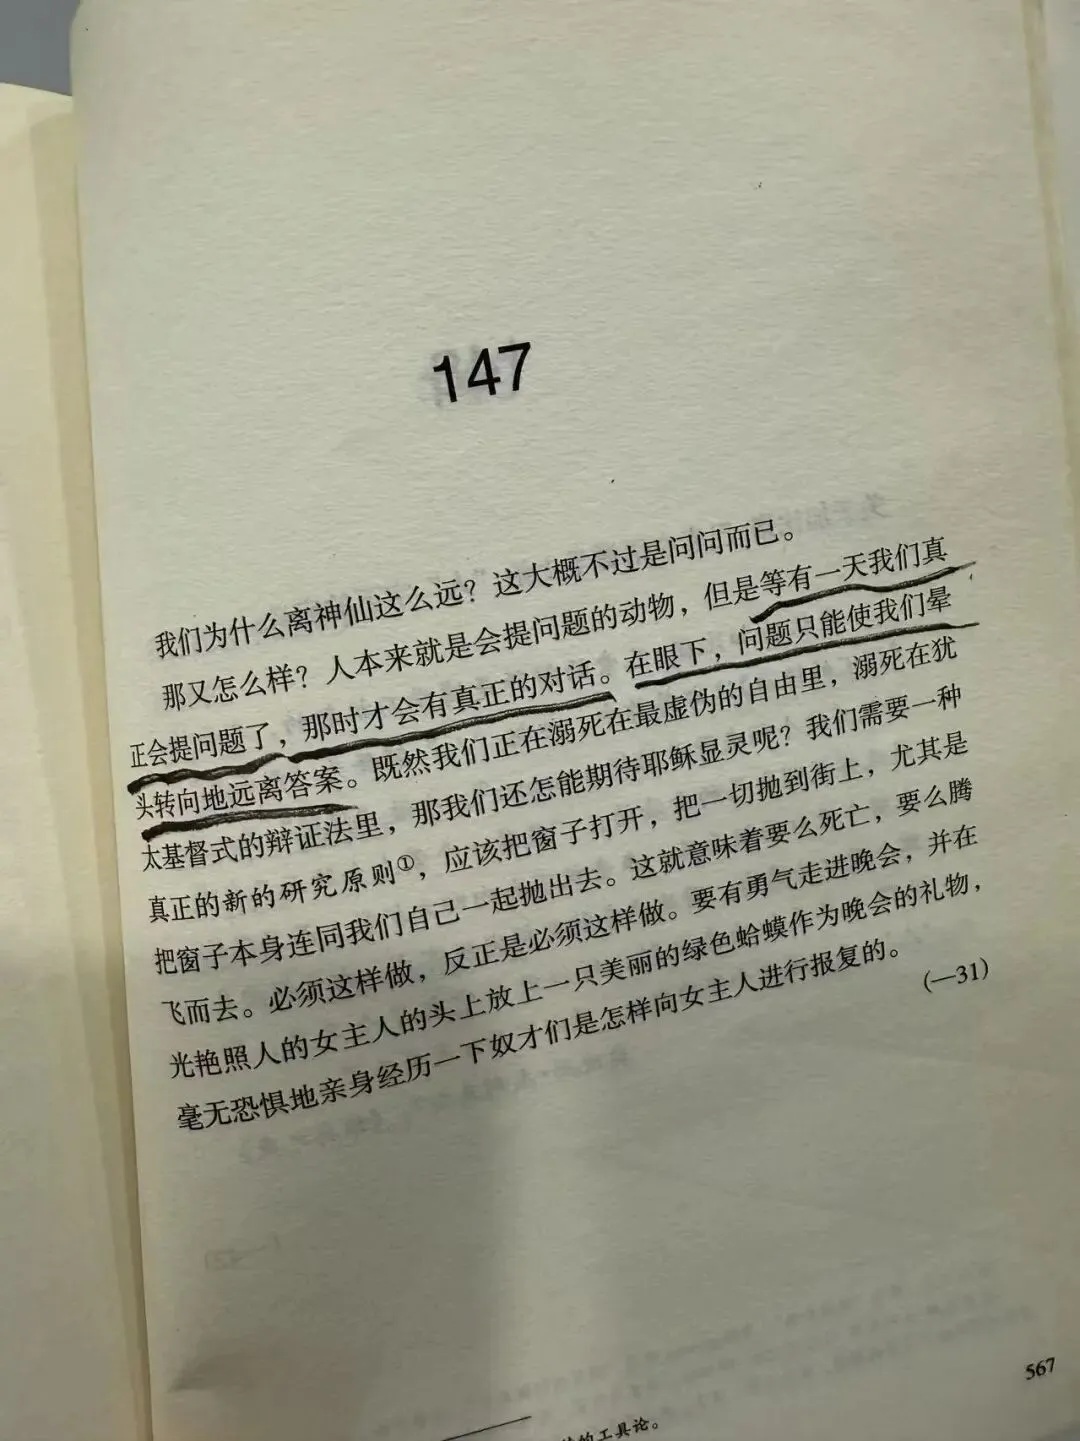 147
我们为什么离神仙这么远？这大概不过是问问而已。
那又怎么样？人本来就是会提问题的动物，但是等有一天我们真
正会提问题了，那时才会有真正的对话。在眼下，问题只能使我们晕
头转向地远离答案。既然我们正在溺死在最虚伪的自由里，溺死在犹
太基督式的辩证法里，那我们还怎能期待耶稣显灵呢？我们需要一种
真正的新的研究原则①，应该把窗子打开，把一切抛到街上，尤其是
把窗子本身连同我们自己一起抛出去。这就意味着要么死亡，要么腾
飞而去。必须这样做，反正是必须这样做。要有勇气走进晚会，并在
光艳照人的女主人的头上放上一只美丽的绿色蛤蟆作为晚会的礼物，
毫无恐惧地亲身经历一下奴才们是怎样向女主人进行报复的。
(—31)
的工具论。
567